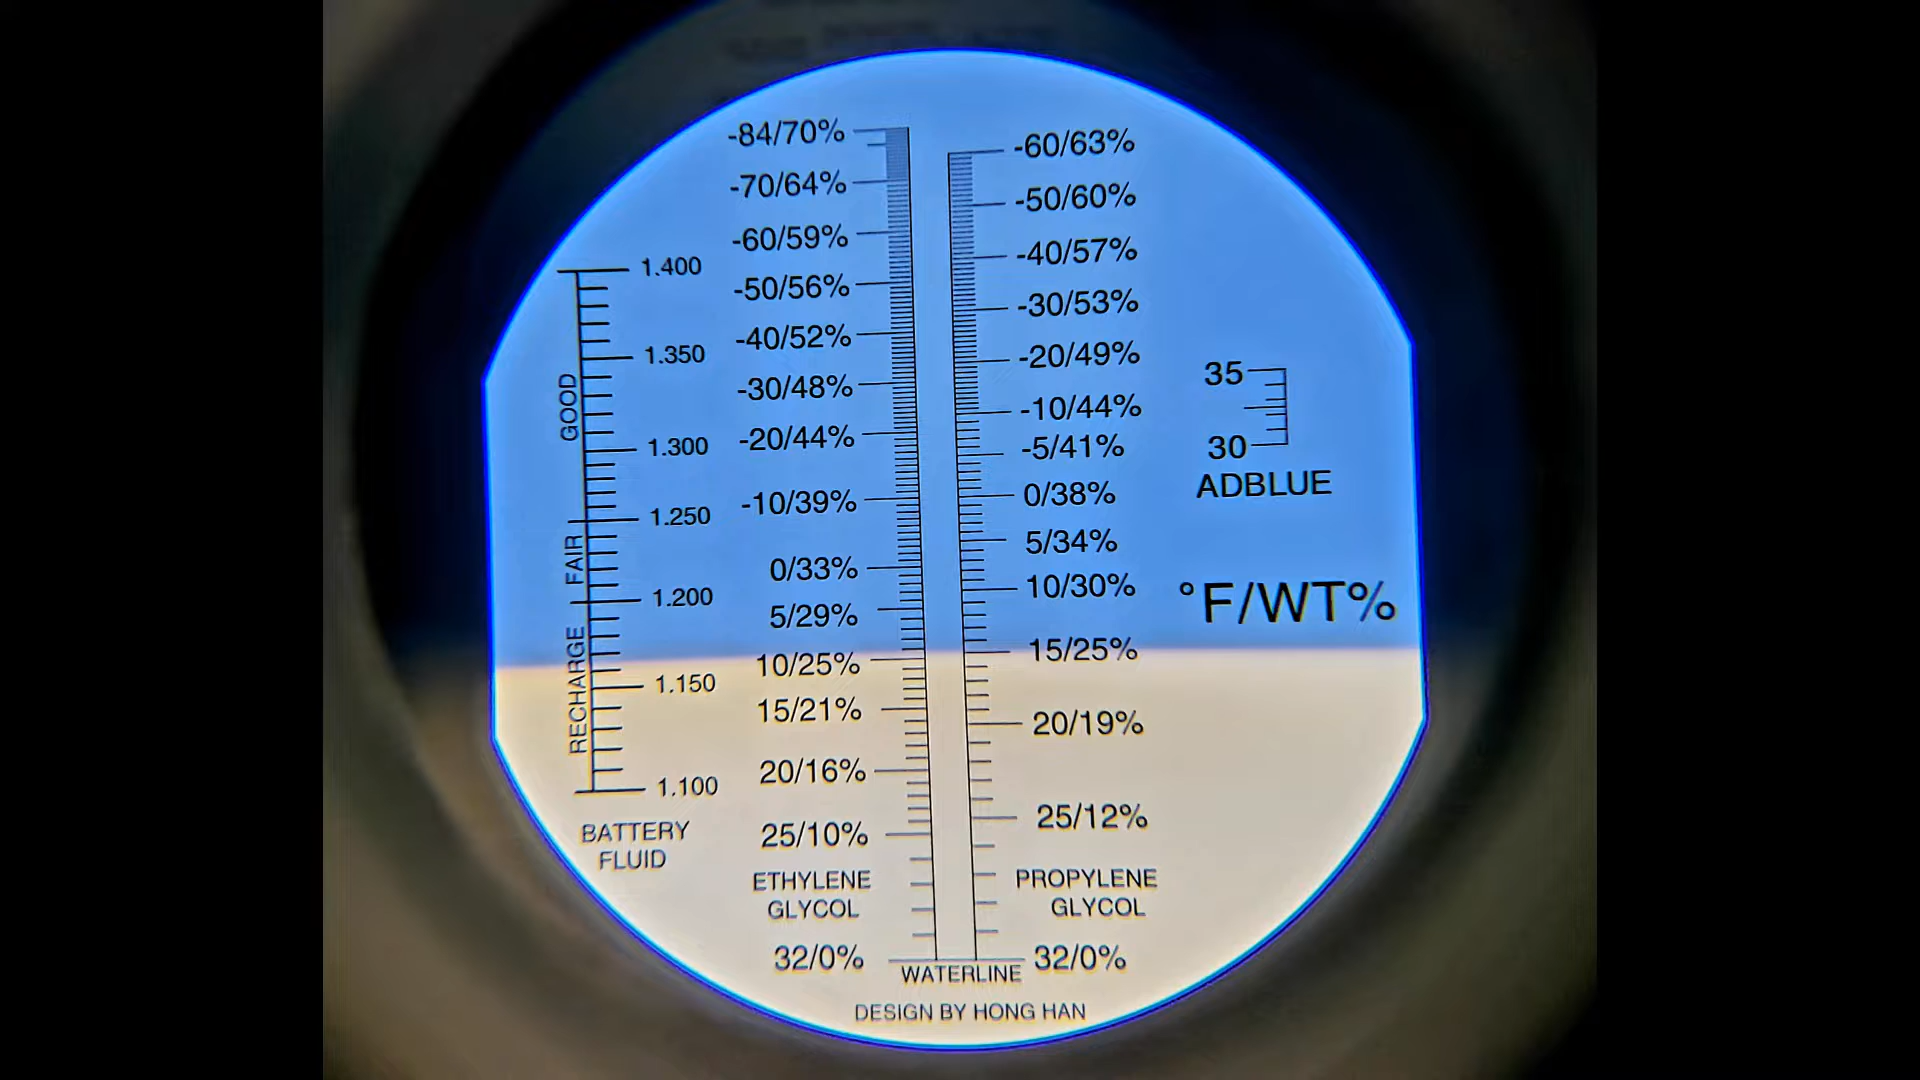 -84/70%
-70/64%
-60/59%
-50/56%
-40/52%
-30/48%
-20/44%
-10/39%
0/33%
5/29%
10/25%
15/21%
20/16%
25/10%
ETHYLENE
GLYCOL
32/0%
-60/63%
-50/60%
-40/57%
-30/53%
-20/49%
-10/44%
-5/41%
0/38%
5/34%
10/30%
15/25%
20/19%
25/12%
PROPYLENE
GLYCOL
32/0%
WATERLINE
1.400
1.350
1.300
1.250
1.200
1.150
1.100
GOOD
FAIR
RECHARGE
BATTERY
FLUID
35
30
ADBLUE
°F/WT%
DESIGN BY HONG HAN